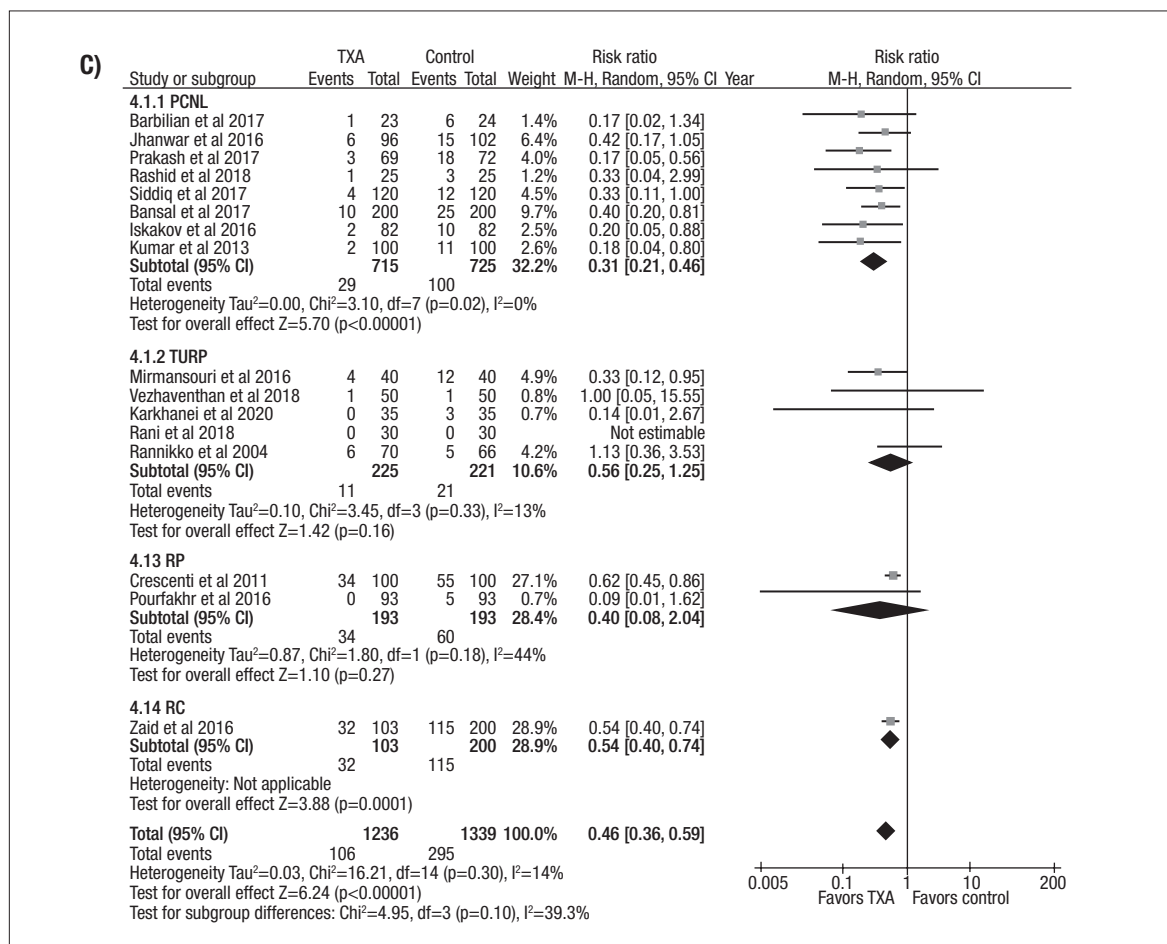 C)
TXA Control Risk ratio Risk ratio
Study or subgroup Events Total Events Total Weight M-H, Random, 95% CI Year M-H, Random, 95% CI
4.1.1 PCNL
Barbilian et al 2017 1 23 6 24 1.4% 0.17 [0.02, 1.34]
Jhanwar et al 2016 6 96 15 102 6.4% 0.42 [0.17, 1.05]
Prakash et al 2017 3 69 18 72 4.0% 0.17 [0.05, 0.56]
Rashid et al 2018 1 25 3 25 1.2% 0.33 [0.04, 2.99]
Siddiq et al 2017 4 120 12 120 4.5% 0.33 [0.11, 1.00]
Bansal et al 2017 10 200 25 200 9.7% 0.40 [0.20, 0.81]
Iskakov et al 2016 2 82 10 82 2.5% 0.20 [0.05, 0.88]
Kumar et al 2013 2 100 11 100 2.6% 0.18 [0.04, 0.80]
Subtotal (95% CI) 715 725 32.2% 0.31 [0.21, 0.46]
Total events 29 100
Heterogeneity Tau²=0.00, Chi²=3.10, df=7 (p=0.02), I²=0%
Test for overall effect Z=5.70 (p<0.00001)
4.1.2 TURP
Mirmansouri et al 2016 4 40 12 40 4.9% 0.33 [0.12, 0.95]
Vezhaventhan et al 2018 1 50 1 50 0.8% 1.00 [0.05, 15.55]
Karkhanei et al 2020 0 35 3 35 0.7% 0.14 [0.01, 2.67]
Rani et al 2018 0 30 0 30 Not estimable
Rannikko et al 2004 6 70 5 66 4.2% 1.13 [0.36, 3.53]
Subtotal (95% CI) 225 221 10.6% 0.56 [0.25, 1.25]
Total events 11 21
Heterogeneity Tau²=0.10, Chi²=3.45, df=3 (p=0.33), I²=13%
Test for overall effect Z=1.42 (p=0.16)
4.13 RP
Crescenti et al 2011 34 100 55 100 27.1% 0.62 [0.45, 0.86]
Pourfakhr et al 2016 0 93 5 93 0.7% 0.09 [0.01, 1.62]
Subtotal (95% CI) 193 193 28.4% 0.40 [0.08, 2.04]
Total events 34 60
Heterogeneity Tau²=0.87, Chi²=1.80, df=1 (p=0.18), I²=44%
Test for overall effect Z=1.10 (p=0.27)
4.14 RC
Zaid et al 2016 32 103 115 200 28.9% 0.54 [0.40, 0.74]
Subtotal (95% CI) 103 200 28.9% 0.54 [0.40, 0.74]
Total events 32 115
Heterogeneity: Not applicable
Test for overall effect Z=3.88 (p=0.0001)
Total (95% CI) 1236 1339 100.0% 0.46 [0.36, 0.59]
Total events 106 295
Heterogeneity Tau²=0.03, Chi²=16.21, df=14 (p=0.30), I²=14%
Test for overall effect Z=6.24 (p<0.00001)
Test for subgroup differences: Chi²=4.95, df=3 (p=0.10), I²=39.3%
0.005 0.1 1 10 200
Favors TXA Favors control